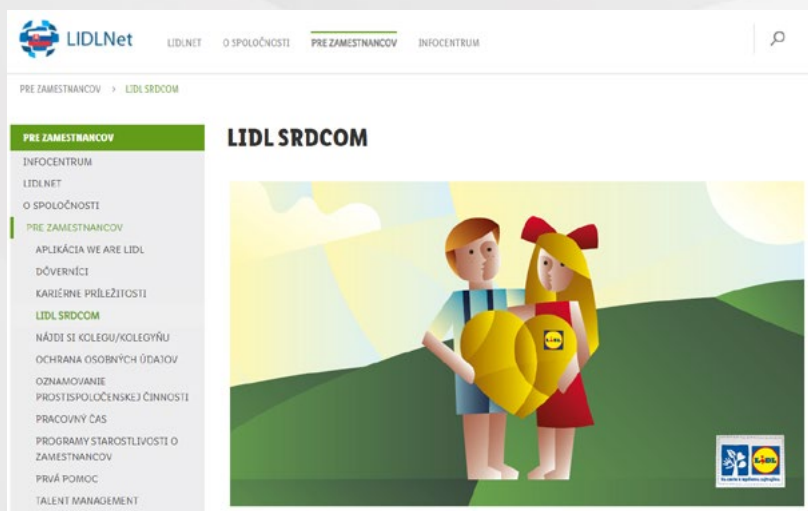 LIDLNet
LIDLNET O SPOLOČNOSTI PRE ZAMESTNANCOV INFOCENTRUM
PRE ZAMESTNANCOV > LIDL SRDCOM
PRE ZAMESTNANCOV
INFOCENTRUM
LIDLNET
O SPOLOČNOSTI
PRE ZAMESTNANCOV
APLIKÁCIA WE ARE LIDL
DÔVERNÍCI
KARIÉRNE PRÍLEŽITOSTI
LIDL SRDCOM
NÁJDI SI KOLEGU/KOLEGYŇU
OCHRANA OSOBNÝCH ÚDAJOV
OZNAMOVANIE
PROSTISPOLOČENSKEJ ČINNOSTI
PRACOVNÝ ČAS
PROGRAMY STAROSTLIVOSTI O
ZAMESTNANCOV
PRVÁ POMOC
TALENT MANAGEMENT
LIDL SRDCOM
LIDL
LIDL